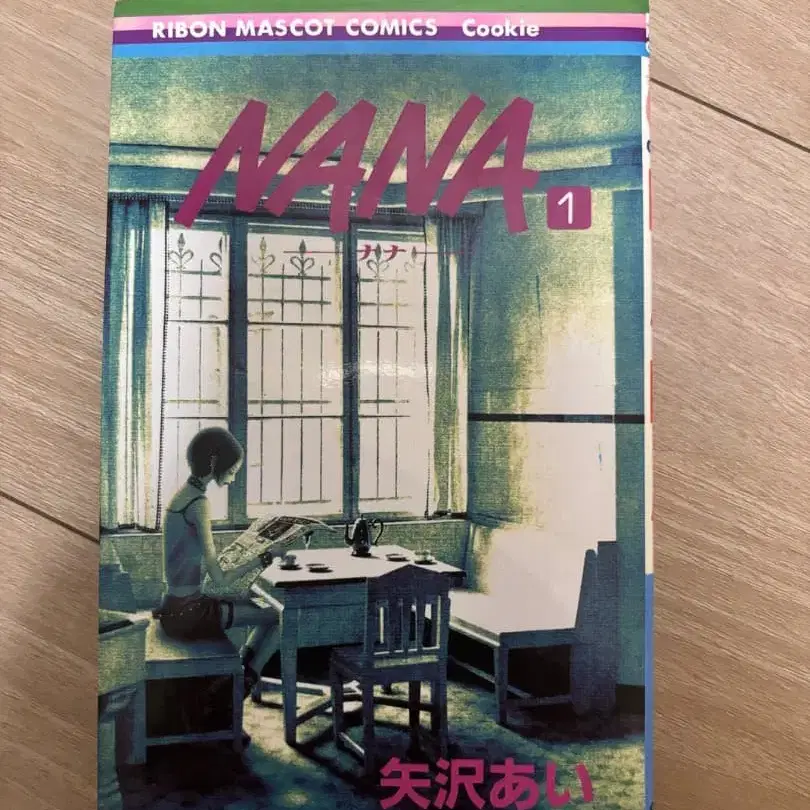 RIBON MASCOT COMICS Cookie
NANA
1
ナナ
矢沢あい